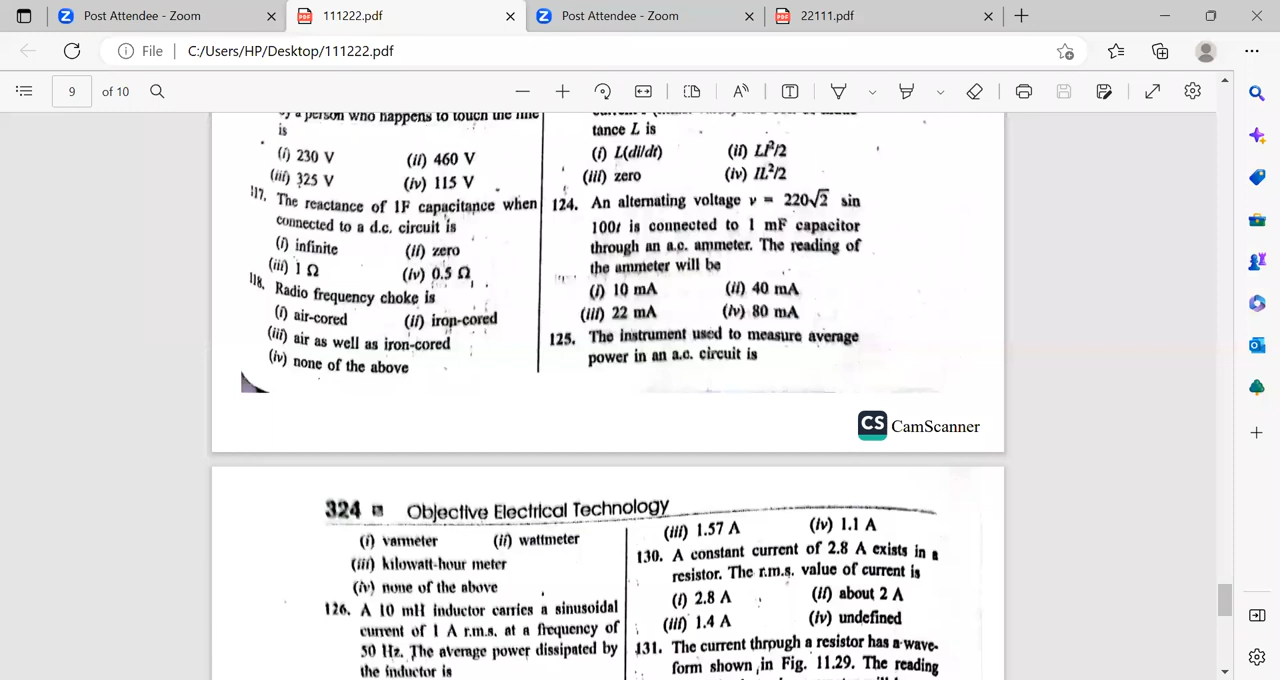 Post Attendee - Zoom
111222.pdf
Post Attendee - Zoom
22111.pdf
File
C:/Users/HP/Desktop/111222.pdf
9 of 10
by a person who happens to touch the line
is
(i) 230 V (ii) 460 V
(iii) 325 V (iv) 115 V
117. The reactance of 1F capacitance when
connected to a d.c. circuit is
(i) infinite (ii) zero
(iii) 1 Ω (iv) 0.5 Ω
118. Radio frequency choke is
(i) air-cored (ii) iron-cored
(iii) air as well as iron-cored
(iv) none of the above
tance L is
(i) L(di/dt) (ii) LI²/2
(iii) zero (iv) IL²/2
124. An alternating voltage v = 220√2 sin
100t is connected to 1 mF capacitor
through an a.c. ammeter. The reading of
the ammeter will be
(i) 10 mA (ii) 40 mA
(iii) 22 mA (iv) 80 mA
125. The instrument used to measure average
power in an a.c. circuit is
CS CamScanner
324 Objective Electrical Technology
(i) varmeter (ii) wattmeter
(iii) kilowatt-hour meter
(iv) none of the above
126. A 10 mH inductor carries a sinusoidal
current of 1 A r.m.s. at a frequency of
50 Hz. The average power dissipated by
the inductor is
(iii) 1.57 A (iv) 1.1 A
130. A constant current of 2.8 A exists in a
resistor. The r.m.s. value of current is
(i) 2.8 A (ii) about 2 A
(iii) 1.4 A (iv) undefined
131. The current through a resistor has a wave-
form shown in Fig. 11.29. The reading